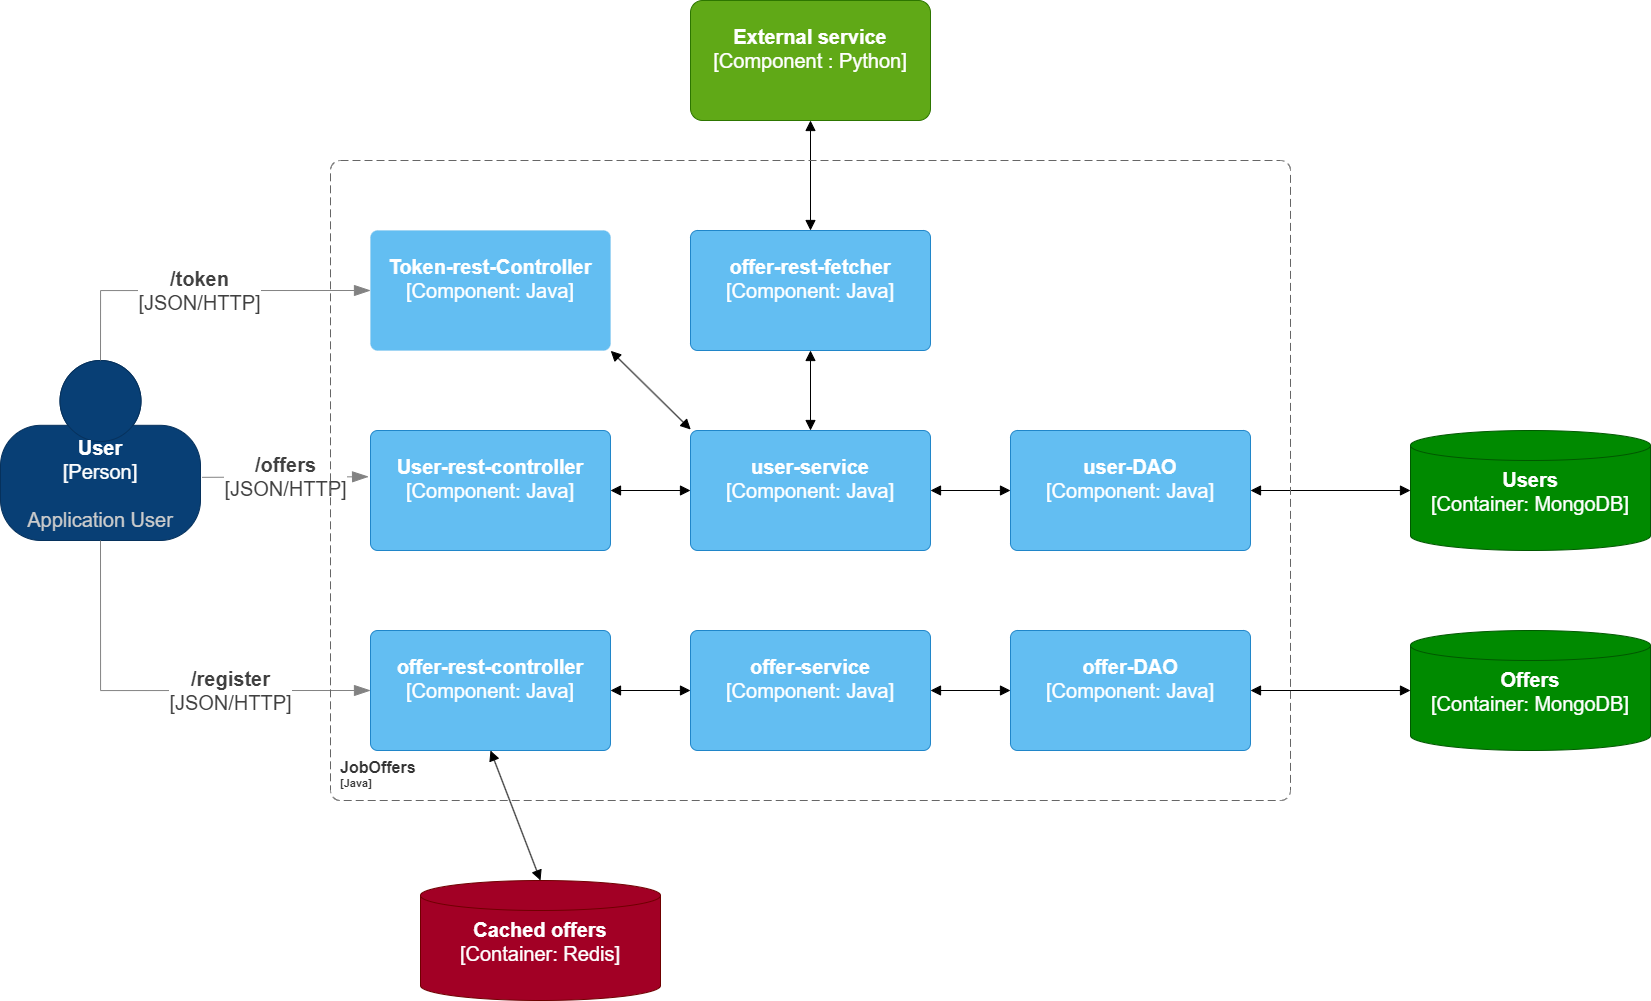 External service
[Component : Python]
/token
[JSON/HTTP]
Token-rest-Controller
[Component: Java]
offer-rest-fetcher
[Component: Java]
User
[Person]
Application User
/offers
[JSON/HTTP]
User-rest-controller
[Component: Java]
user-service
[Component: Java]
user-DAO
[Component: Java]
Users
[Container: MongoDB]
/register
[JSON/HTTP]
offer-rest-controller
[Component: Java]
offer-service
[Component: Java]
offer-DAO
[Component: Java]
Offers
[Container: MongoDB]
JobOffers
[Java]
Cached offers
[Container: Redis]